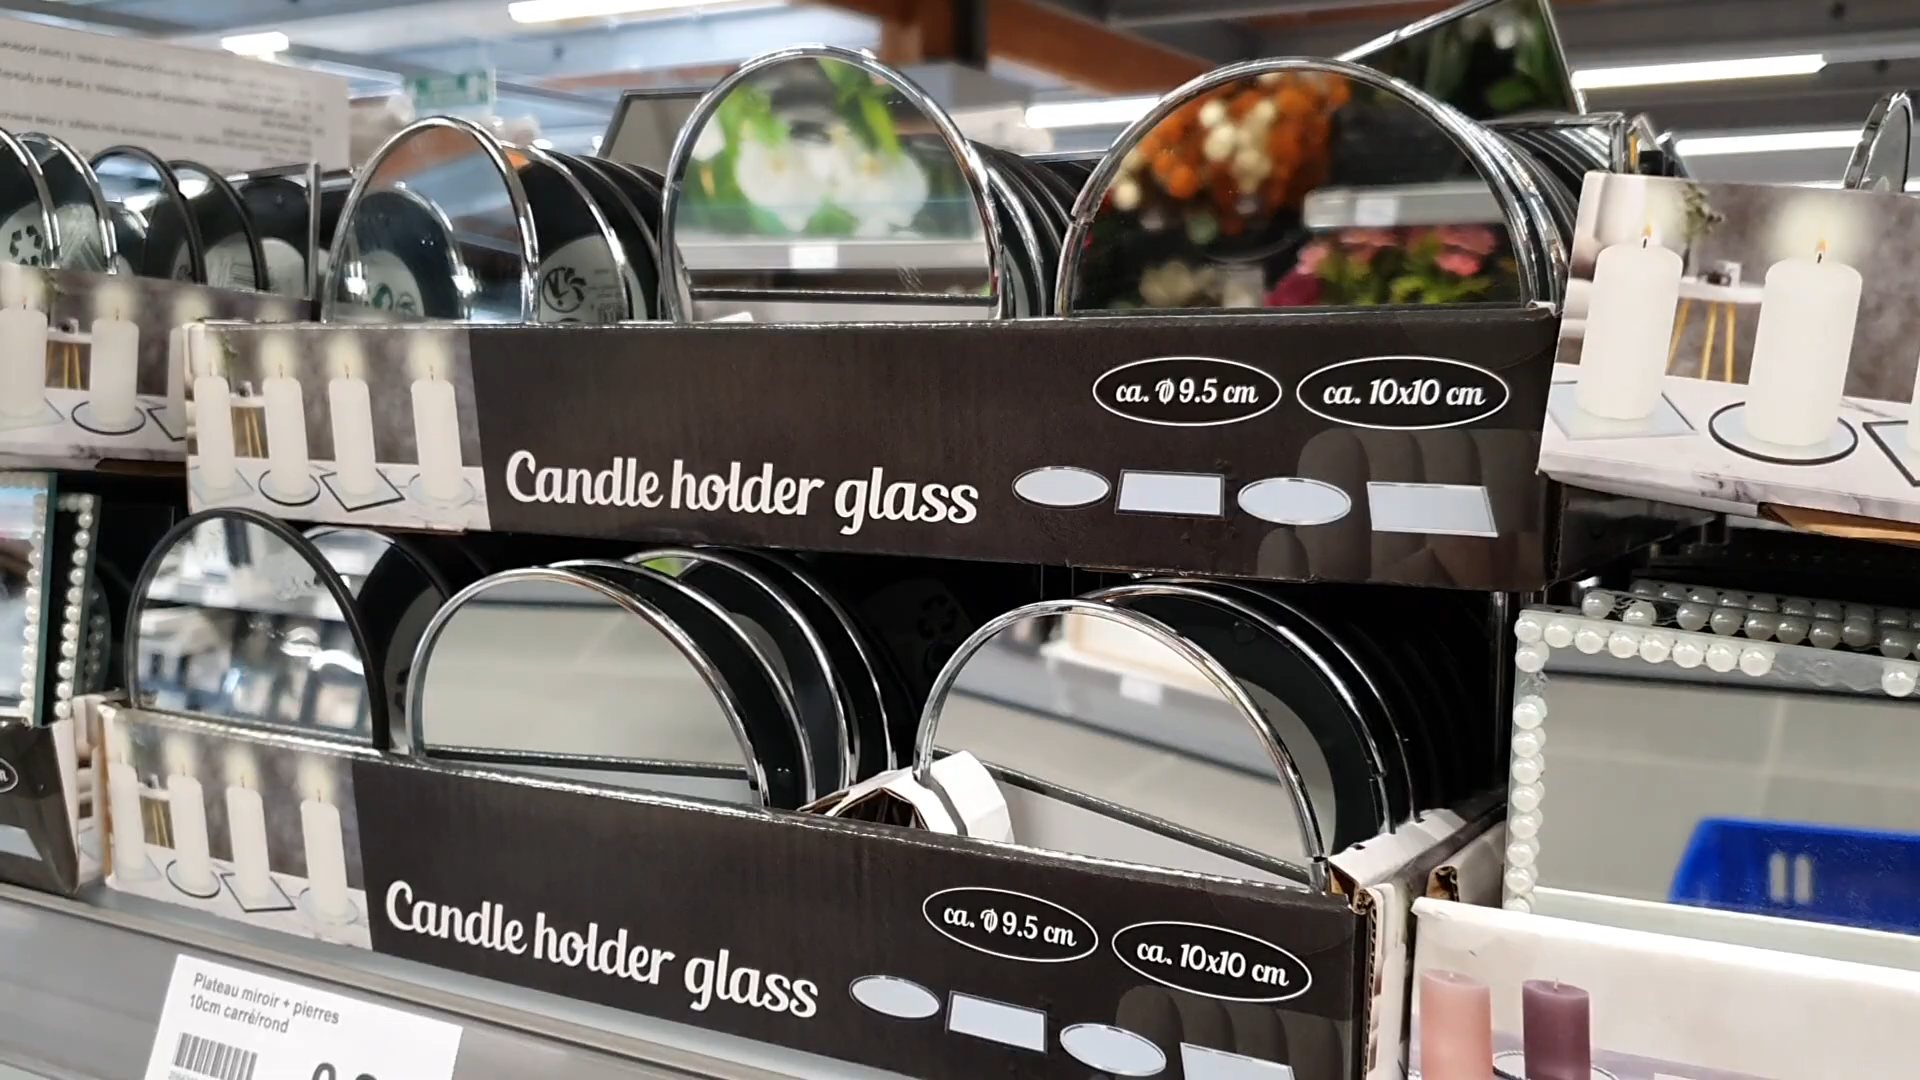 ca. Ø 9.5 cm
ca. 10x10 cm
Candle holder glass
ca. Ø 9.5 cm
ca. 10x10 cm
Candle holder glass
Plateau miroir + pierres
10cm carré/rond